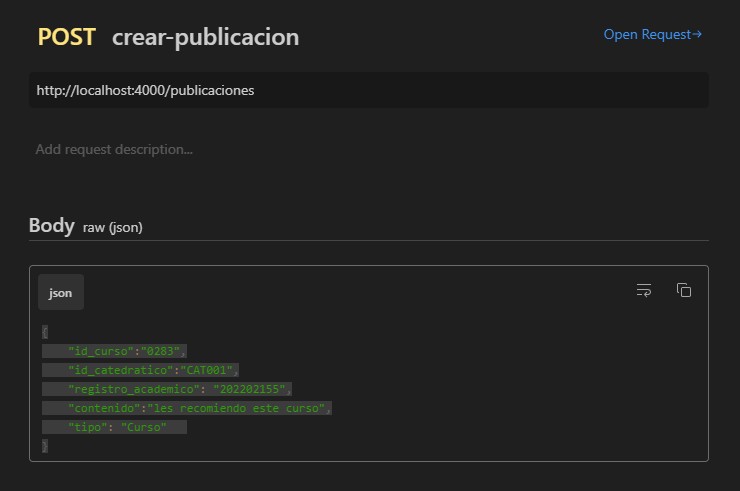 POST crear-publicacion Open Request→
http://localhost:4000/publicaciones
Add request description...
Body raw (json)
json
{
"id_curso":"0283",
"id_catedratico":"CAT001",
"registro_academico": "202202155",
"contenido":"les recomiendo este curso",
"tipo": "Curso"
}